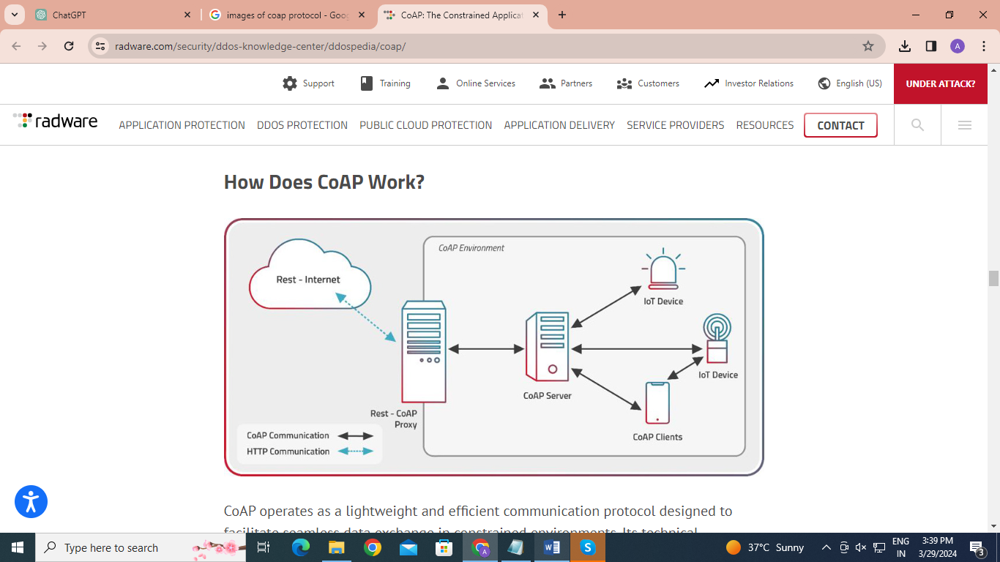 ChatGPT
images of coap protocol - Goo
CoAP: The Constrained Applicat
radware.com/security/ddos-knowledge-center/ddospedia/coap/
A
Support
Training
Online Services
Partners
Customers
Investor Relations
English (US)
UNDER ATTACK?
radware
APPLICATION PROTECTION
DDOS PROTECTION
PUBLIC CLOUD PROTECTION
APPLICATION DELIVERY
SERVICE PROVIDERS
RESOURCES
CONTACT
How Does CoAP Work?
CoAP Environment
Rest - Internet
IoT Device
IoT Device
CoAP Server
Rest - CoAP
Proxy
CoAP Clients
CoAP Communication
HTTP Communication
CoAP operates as a lightweight and efficient communication protocol designed to
facilitate seamless data exchange in constrained environments. Its technical
Type here to search
37°C Sunny
ENG
IN
3:39 PM
3/29/2024
3